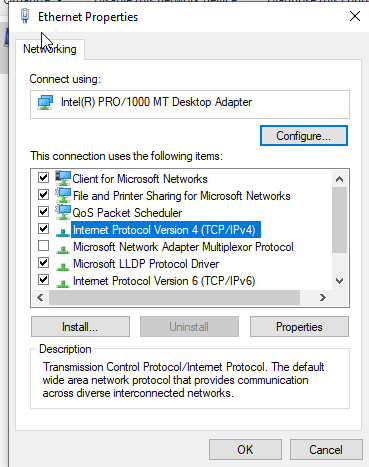 Ethernet Properties
Networking
Connect using:
Intel(R) PRO/1000 MT Desktop Adapter
Configure...
This connection uses the following items:
Client for Microsoft Networks
File and Printer Sharing for Microsoft Networks
QoS Packet Scheduler
Internet Protocol Version 4 (TCP/IPv4)
Microsoft Network Adapter Multiplexor Protocol
Microsoft LLDP Protocol Driver
Internet Protocol Version 6 (TCP/IPv6)
Install...
Uninstall
Properties
Description
Transmission Control Protocol/Internet Protocol. The default
wide area network protocol that provides communication
across diverse interconnected networks.
OK
Cancel